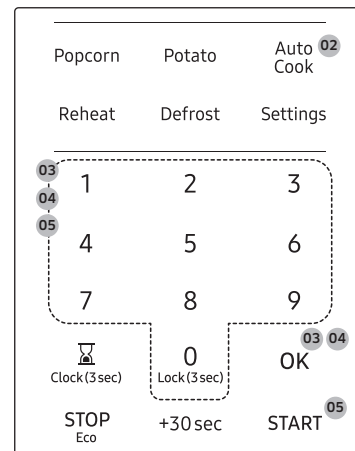 Popcorn Potato Auto Cook 02
Reheat Defrost Settings
03
04
05
1 2 3
4 5 6
7 8 9
03 04
Clock(3 sec) 0 Lock(3 sec) OK
05
STOP Eco +30 sec START